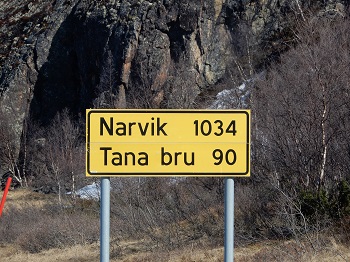 Narvik 1034
Tana bru 90